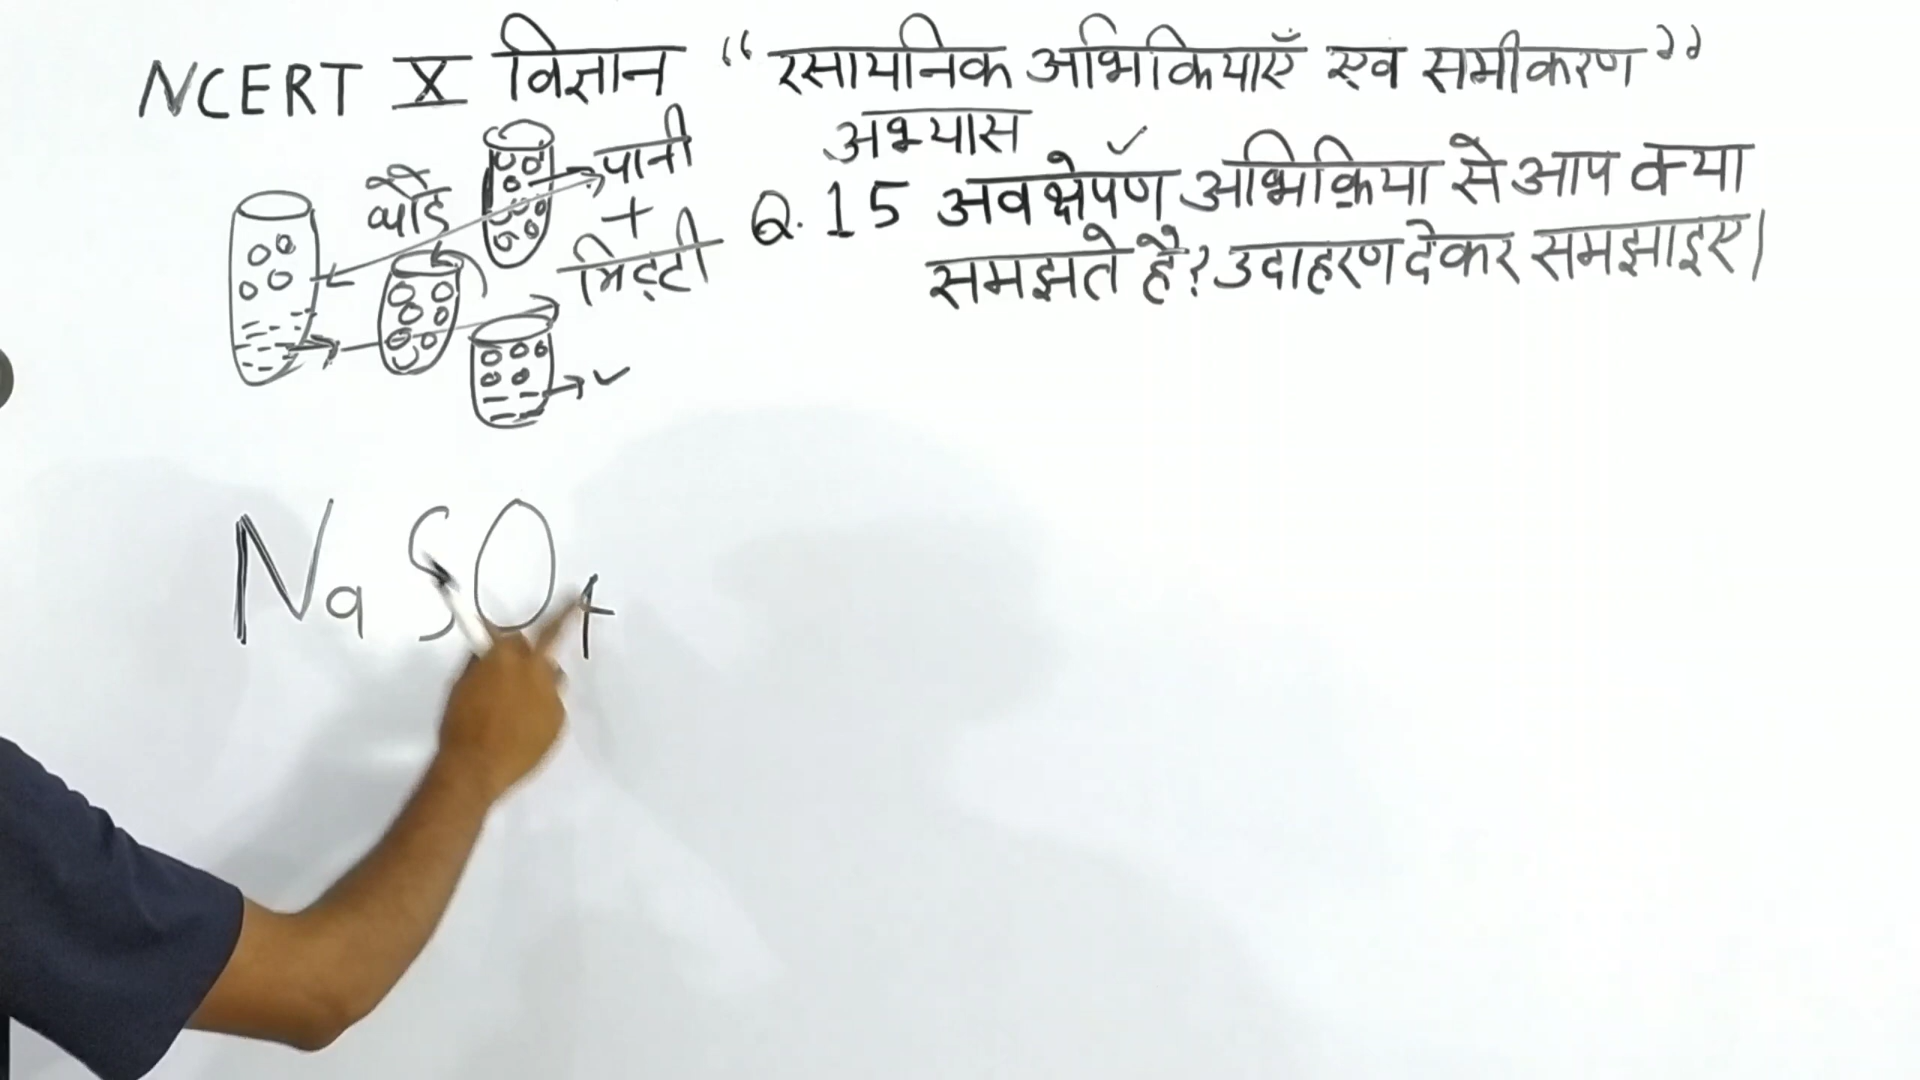 NCERT X विज्ञान “रसायनिक अभिक्रियाएँ एव समीकरण”
अभ्यास
Q.15 अवक्षेपण अभिक्रिया से आप क्या
समझते है? उदाहरण देकर समझाइए।
पानी
+
मिट्टी
NaSO4